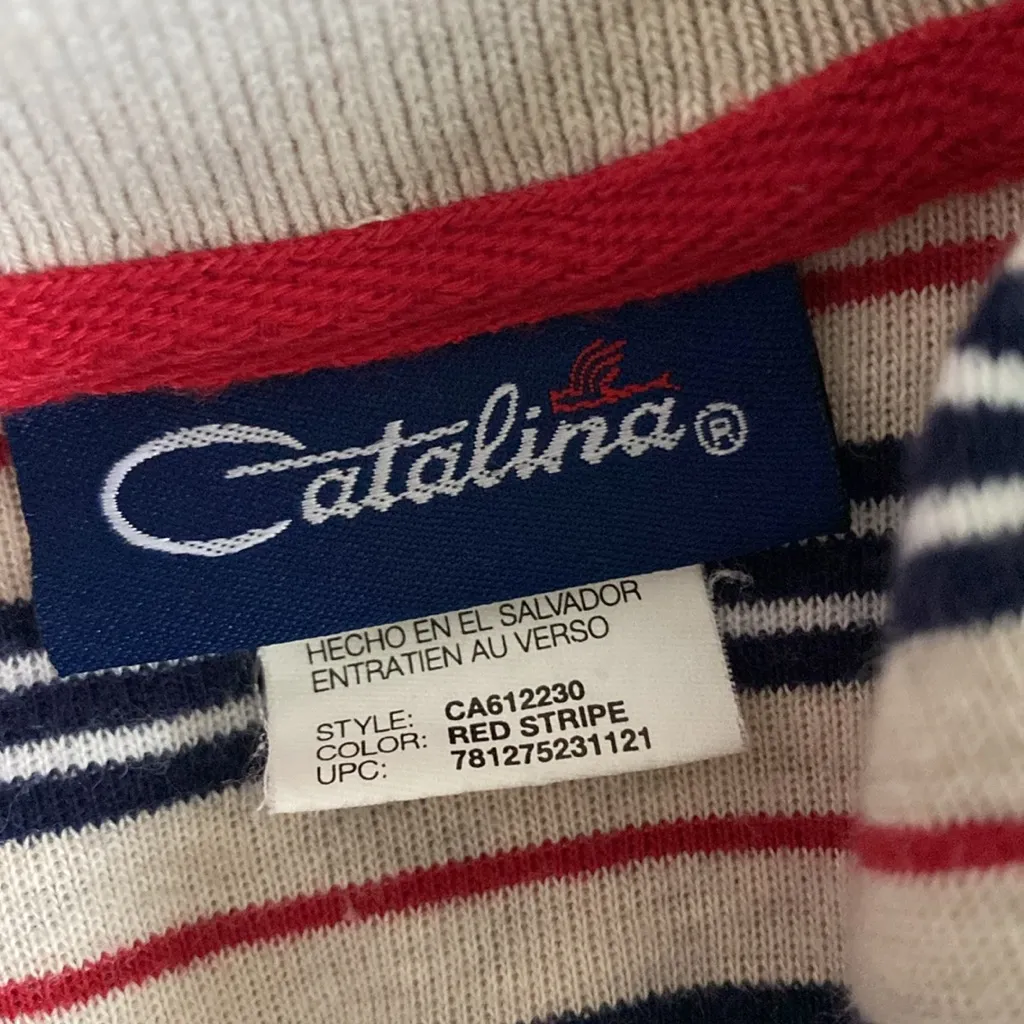 Catalina®
HECHO EN EL SALVADOR
ENTRATIEN AU VERSO
STYLE: CA612230
COLOR: RED STRIPE
UPC: 781275231121